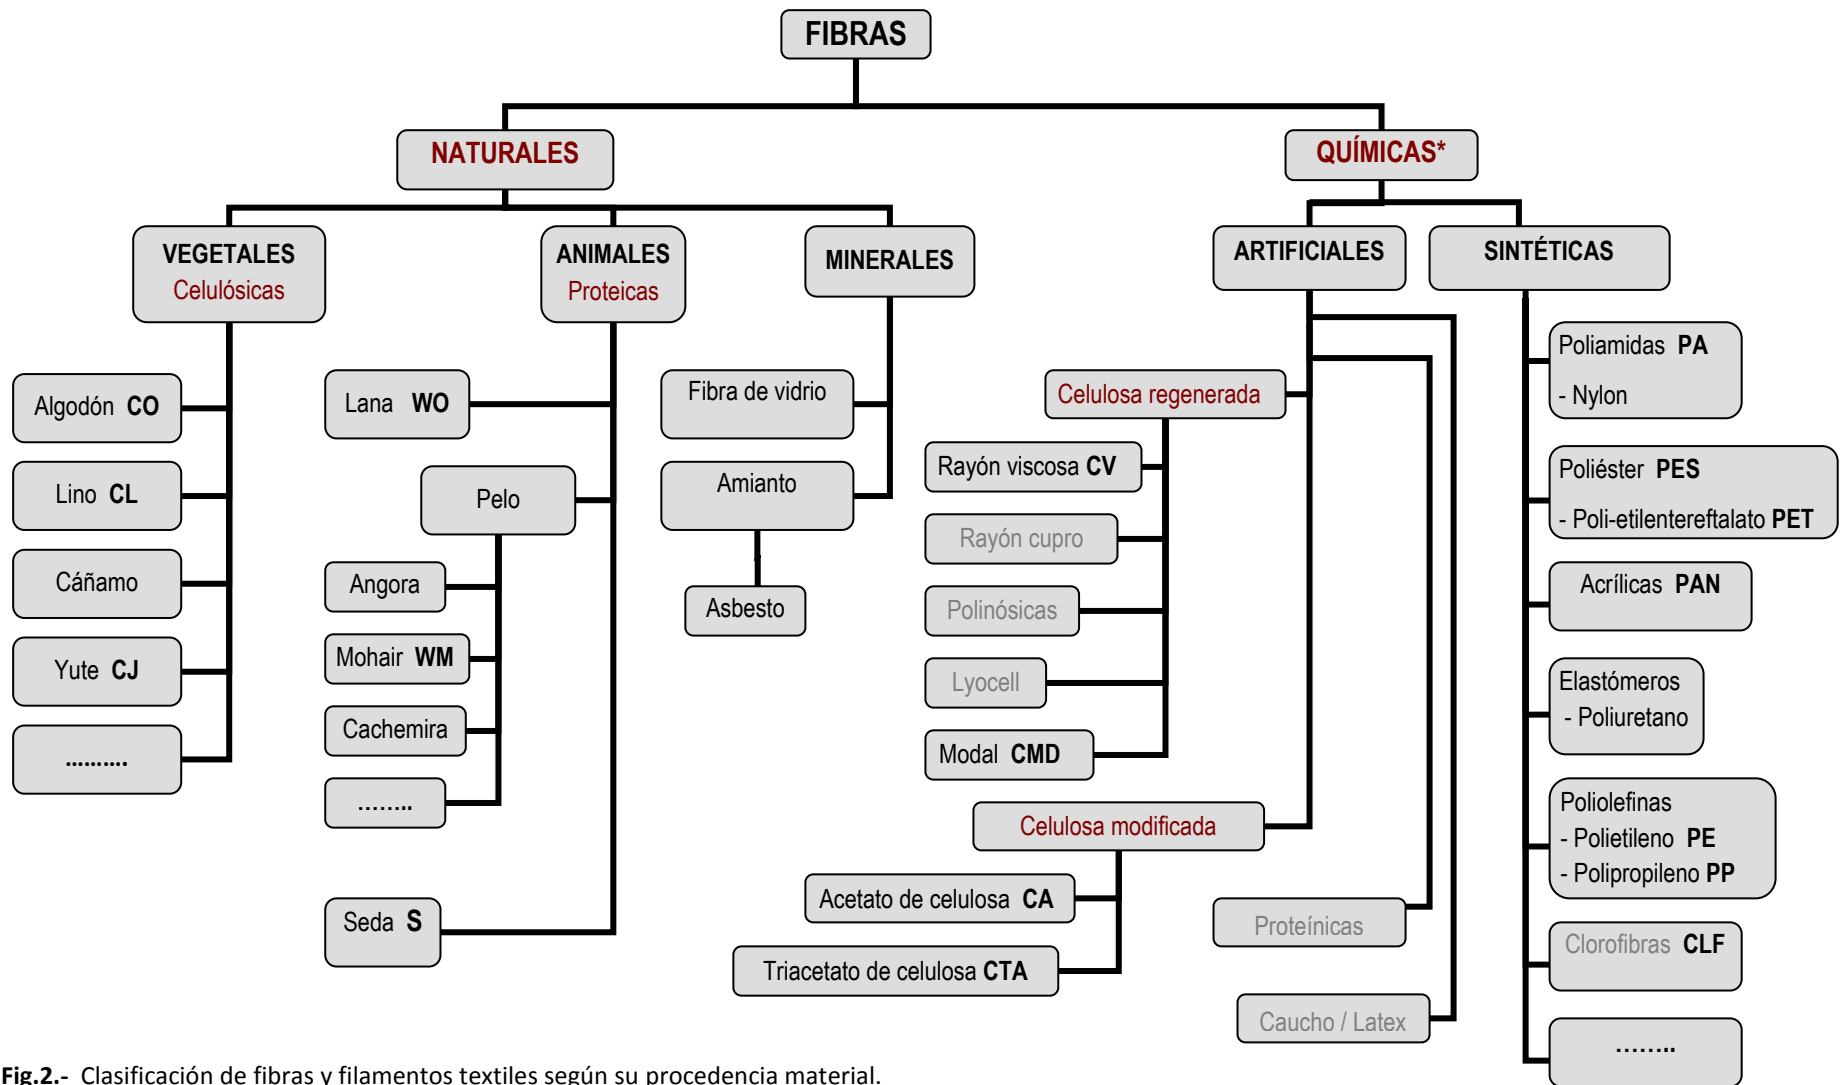 FIBRAS
NATURALES
QUÍMICAS*
VEGETALES
Celulósicas
ANIMALES
Proteicas
MINERALES
ARTIFICIALES
SINTÉTICAS
Algodón CO
Lino CL
Cáñamo
Yute CJ
..........
Lana WO
Pelo
Angora
Mohair WM
Cachemira
........
Seda S
Fibra de vidrio
Amianto
Asbesto
Celulosa regenerada
Rayón viscosa CV
Rayón cupro
Polinósicas
Lyocell
Modal CMD
Celulosa modificada
Acetato de celulosa CA
Triacetato de celulosa CTA
Proteínicas
Caucho / Latex
Poliamidas PA
- Nylon
Poliéster PES
- Poli-etilentereftalato PET
Acrílicas PAN
Elastómeros
- Poliuretano
Poliolefinas
- Polietileno PE
- Polipropileno PP
Clorofibras CLF
........
Fig.2.- Clasificación de fibras y filamentos textiles según su procedencia material.